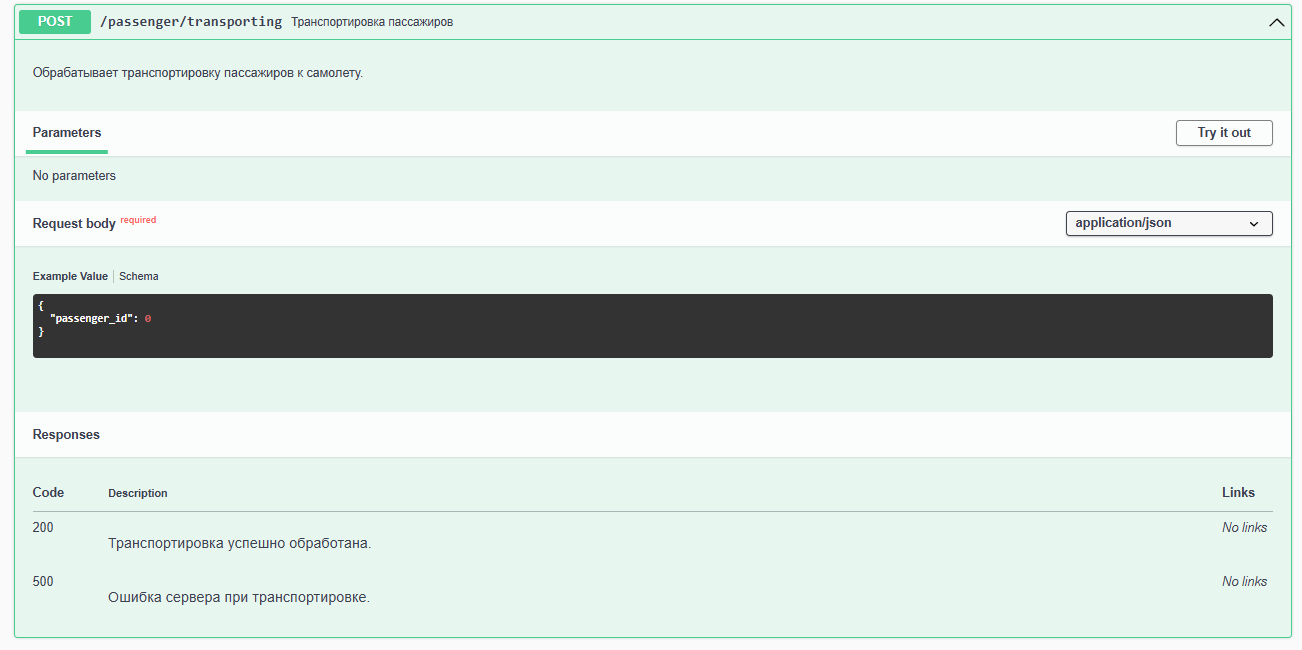 POST /passenger/transporting Транспортировка пассажиров
Обрабатывает транспортировку пассажиров к самолету.
Parameters Try it out
No parameters
Request body required application/json
Example Value Schema
{
"passenger_id": 0
}
Responses
Code Description Links
200 No links
Транспортировка успешно обработана.
500 No links
Ошибка сервера при транспортировке.